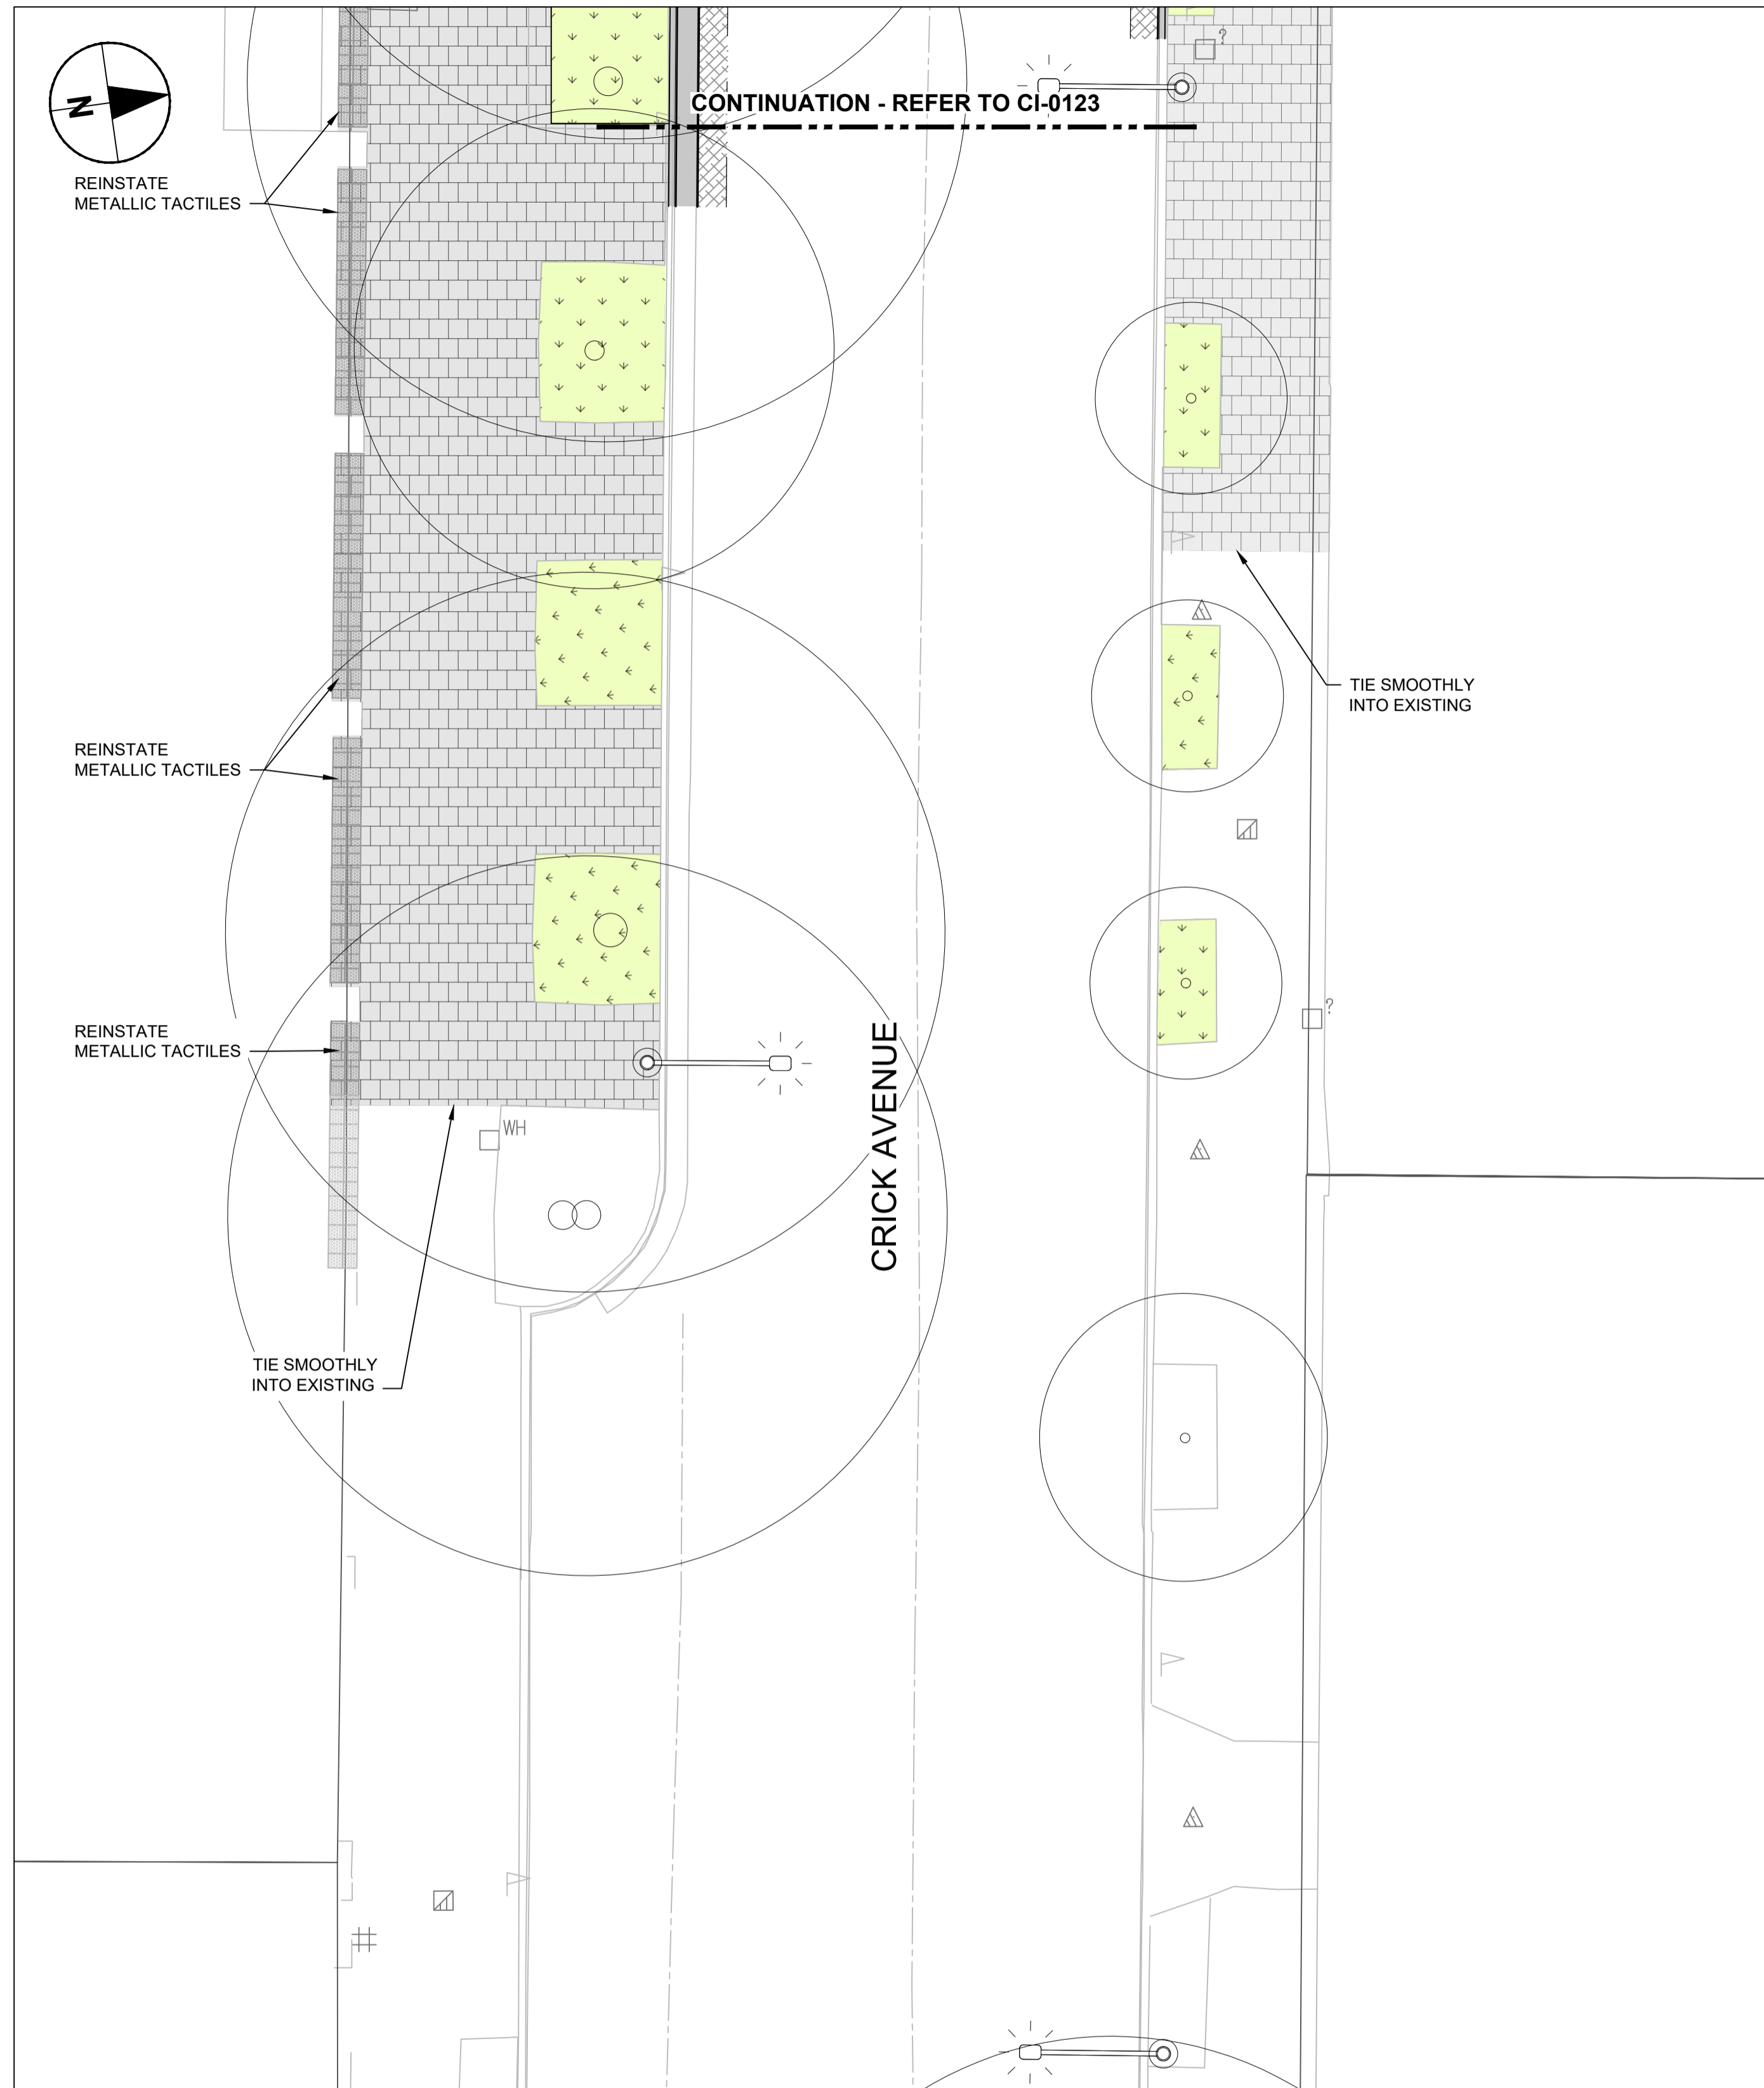 ?
CONTINUATION - REFER TO CI-0123
N
REINSTATE
METALLIC TACTILES
TIE SMOOTHLY
INTO EXISTING
REINSTATE
METALLIC TACTILES
?
REINSTATE
METALLIC TACTILES
CRICK AVENUE
WH
TIE SMOOTHLY
INTO EXISTING